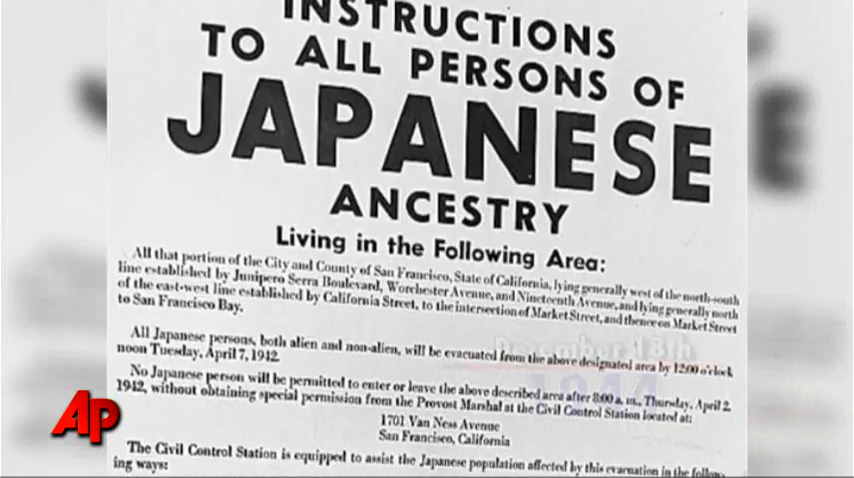 INSTRUCTIONS
TO ALL PERSONS OF
JAPANESE
ANCESTRY
Living in the Following Area:
All that portion of the City and County of San Francisco, State of California, lying generally west of the north-south
line established by Junipero Serra Boulevard, Worchester Avenue, and Nineteenth Avenue, and lying generally north
of the east-west line established by California Street, to the intersection of Market Street, and thence on Market Street
to San Francisco Bay.
All Japanese persons, both alien and non-alien, will be evacuated from the above designated area by 12:00 o'clock
noon Tuesday, April 7, 1942.
No Japanese person will be permitted to enter or leave the above described area after 8:00 a. m., Thursday, April 2,
1942, without obtaining special permission from the Provost Marshal at the Civil Control Station located at:
1701 Van Ness Avenue
San Francisco, California
The Civil Control Station is equipped to assist the Japanese population affected by this evacuation in the follow-
ing ways:
December 18th
1944
AP